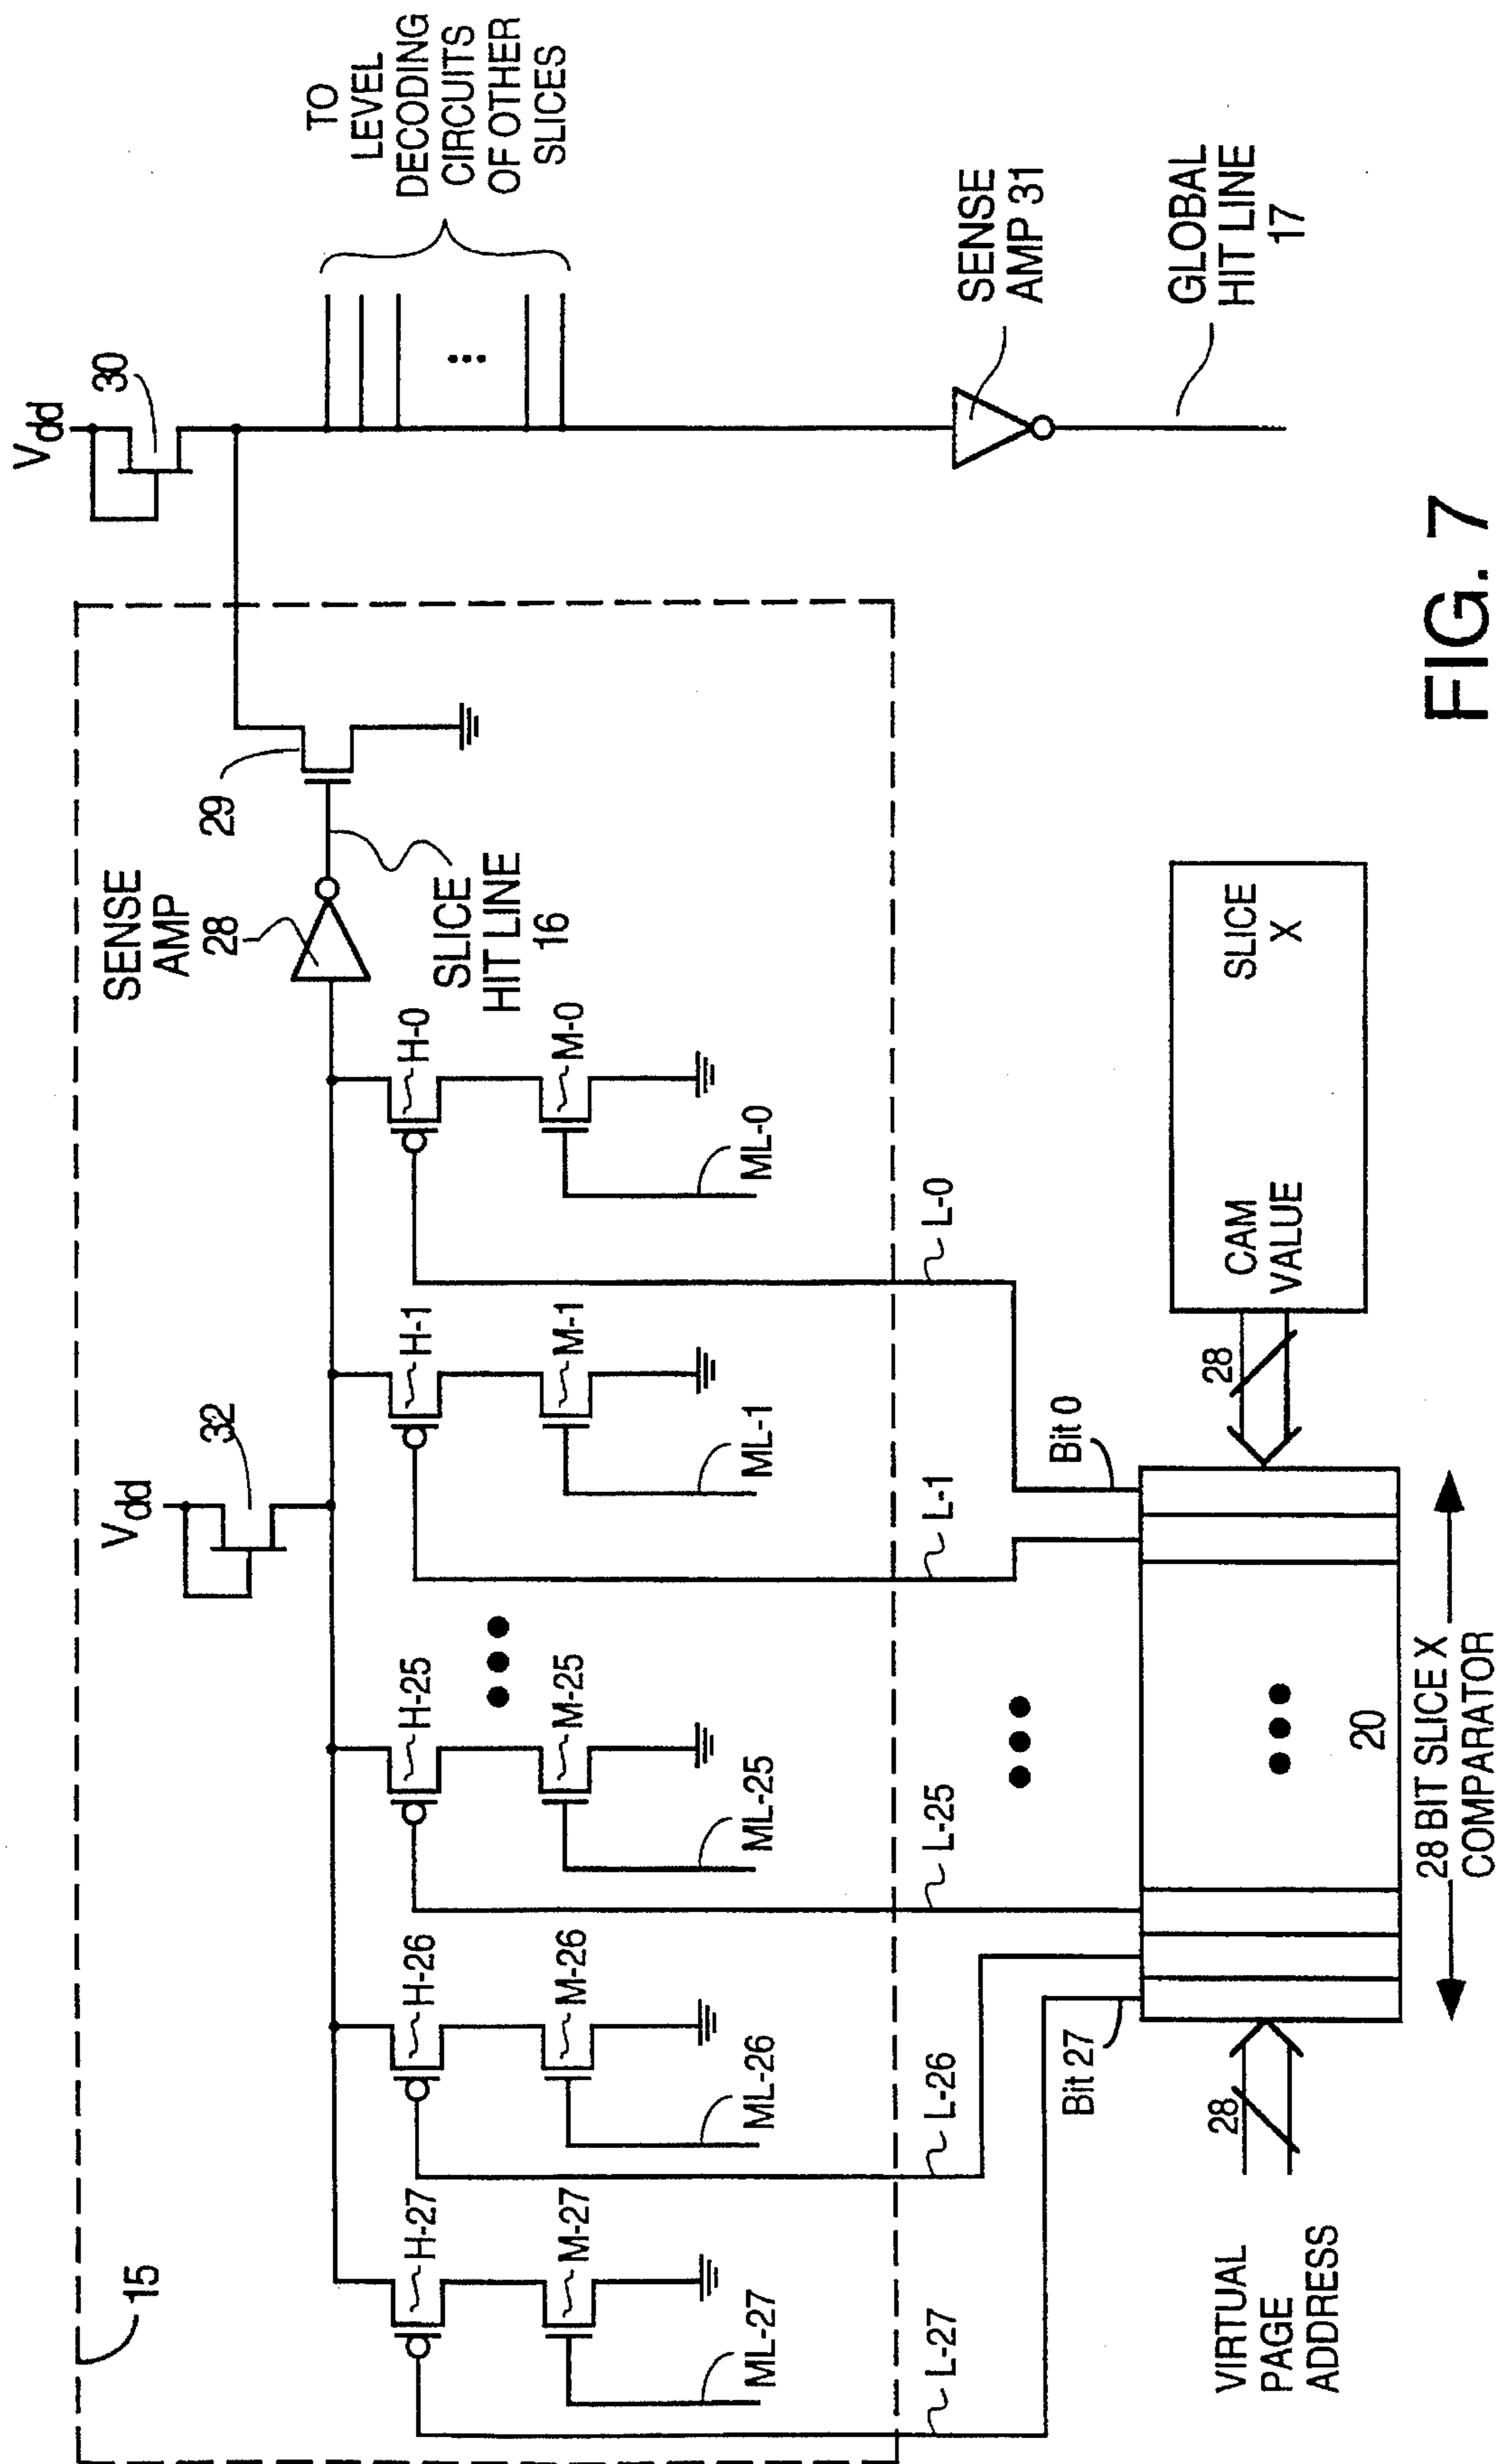 15
Vdd
32
Vdd
30
TO
LEVEL
DECODING
CIRCUITS
OF OTHER
SLICES
SENSE
AMP
28
29
SLICE
HIT LINE
16
H-27
H-26
H-25
H-1
H-0
M-27
M-26
M-25
M-1
M-0
ML-27
ML-26
ML-25
ML-1
ML-0
L-27
L-26
L-25
L-1
L-0
SENSE
AMP 31
GLOBAL
HIT LINE
17
Bit 27
Bit 0
VIRTUAL
PAGE
ADDRESS
28
20
28
CAM
VALUE
SLICE
X
28 BIT SLICE X
COMPARATOR
FIG. 7